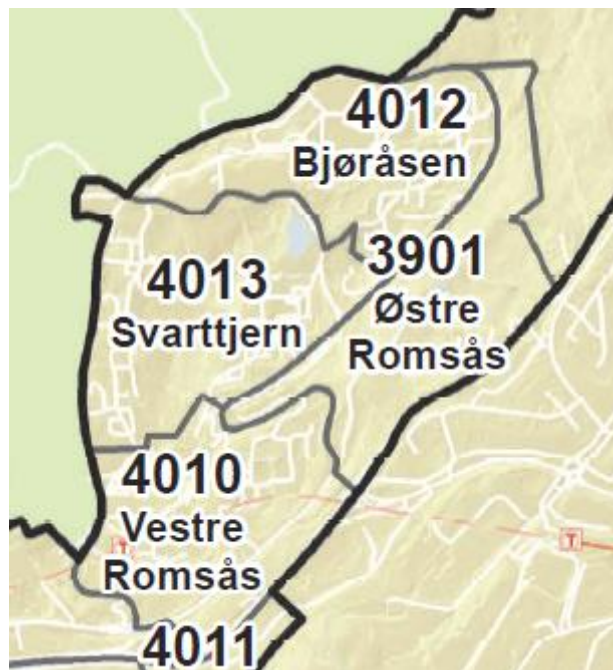 4012
Bjøråsen
3901
Østre
Romsås
4013
Svarttjern
4010
Vestre
Romsås
4011
T
T